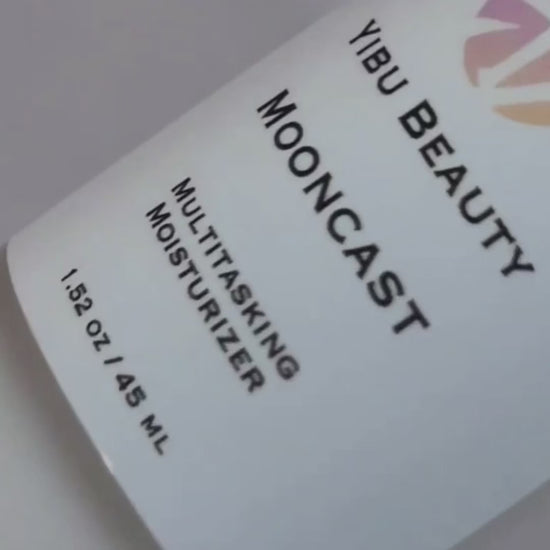 YIBU BEAUTY
MOONCAST
MULTITASKING
MOISTURIZER
1.52 OZ / 45 ML